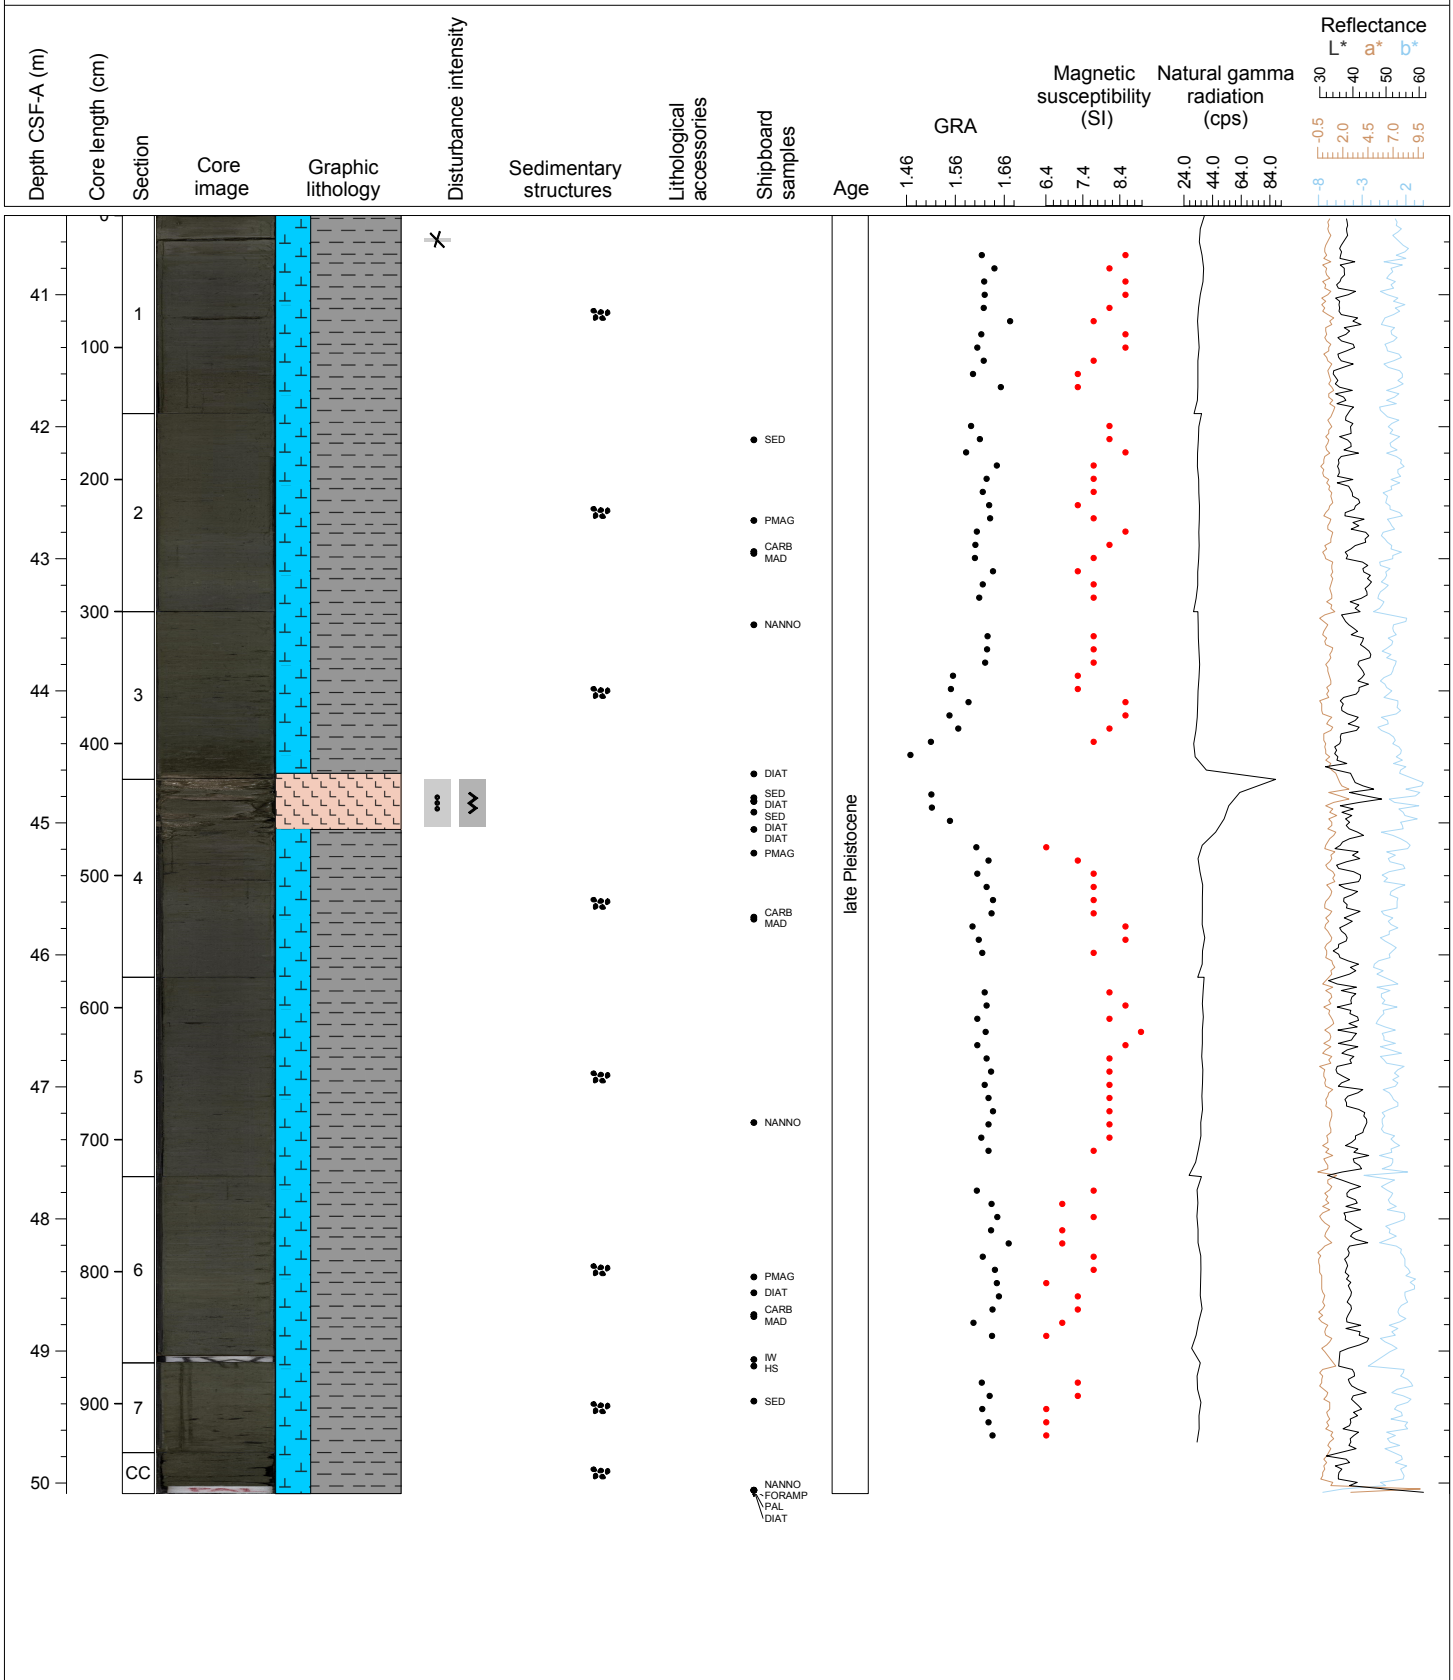 Depth CSF-A (m)
Core length (cm)
Section
Core
image
Graphic
lithology
Disturbance intensity
Sedimentary
structures
Lithological
accessories
Shipboard
samples
Age
GRA
1.46 1.56 1.66
Magnetic
susceptibility
(SI)
6.4 7.4 8.4
Natural gamma
radiation
(cps)
24.0 44.0 64.0 84.0
Reflectance
L* a* b*
30 40 50 60
-0.5 2.0 4.5 7.0 9.5
-8 -3 2
0
41
1
100
42
SED
200
2
PMAG
CARB
43
MAD
300
NANNO
44
3
400
DIAT
SED
DIAT
SED
45
DIAT
DIAT
PMAG
500
4
CARB
MAD
46
600
5
47
NANNO
700
48
6
800
PMAG
DIAT
CARB
MAD
49
IW
HS
900
7
SED
CC
50
PAL
NANNO
FORAMP
PAL
DIAT
late Pleistocene